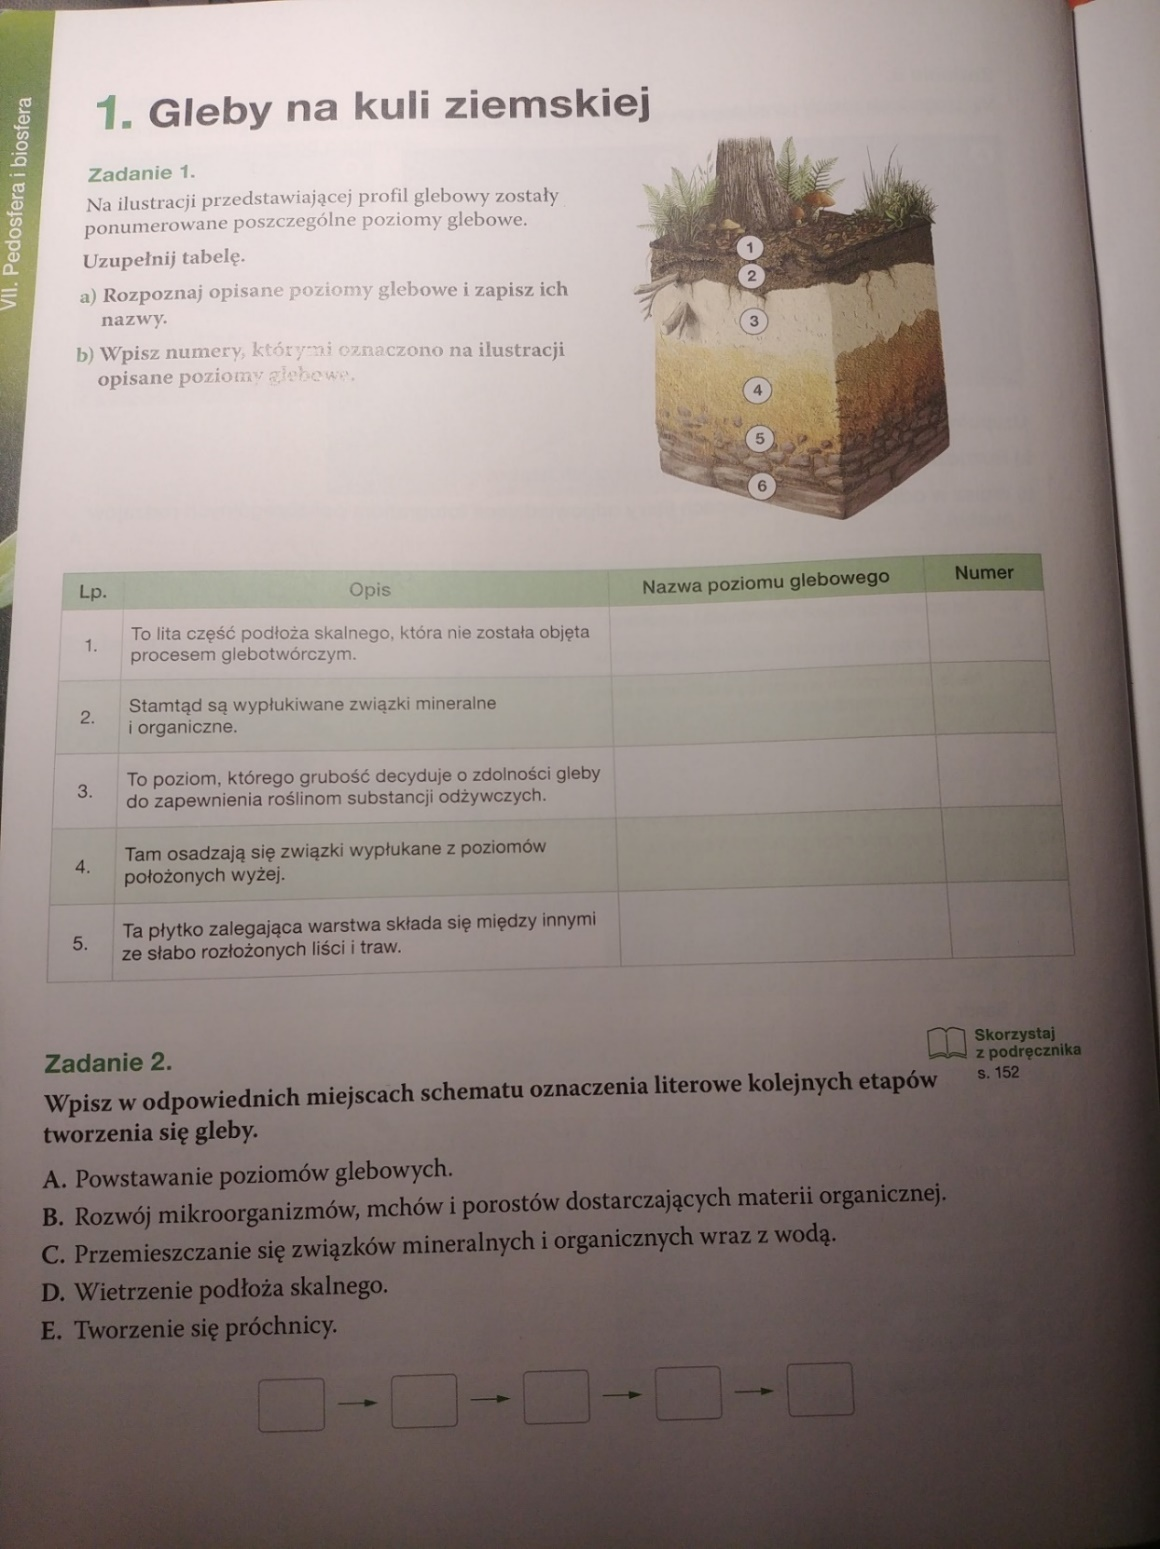 VII. Pedosfera i biosfera
1. Gleby na kuli ziemskiej
Zadanie 1.
Na ilustracji przedstawiającej profil glebowy zostały
ponumerowane poszczególne poziomy glebowe.
Uzupełnij tabelę.
a) Rozpoznaj opisane poziomy glebowe i zapisz ich
nazwy.
b) Wpisz numery, którymi oznaczono na ilustracji
opisane poziomy glebowe.
1
2
3
4
5
6
Lp. Opis Nazwa poziomu glebowego Numer
1. To lita część podłoża skalnego, która nie została objęta
procesem glebotwórczym.
2. Stamtąd są wypłukiwane związki mineralne
i organiczne.
3. To poziom, którego grubość decyduje o zdolności gleby
do zapewnienia roślinom substancji odżywczych.
4. Tam osadzają się związki wypłukane z poziomów
położonych wyżej.
5. Ta płytko zalegająca warstwa składa się między innymi
ze słabo rozłożonych liści i traw.
Skorzystaj
z podręcznika
s. 152
Zadanie 2.
Wpisz w odpowiednich miejscach schematu oznaczenia literowe kolejnych etapów
tworzenia się gleby.
A. Powstawanie poziomów glebowych.
B. Rozwój mikroorganizmów, mchów i porostów dostarczających materii organicznej.
C. Przemieszczanie się związków mineralnych i organicznych wraz z wodą.
D. Wietrzenie podłoża skalnego.
E. Tworzenie się próchnicy.